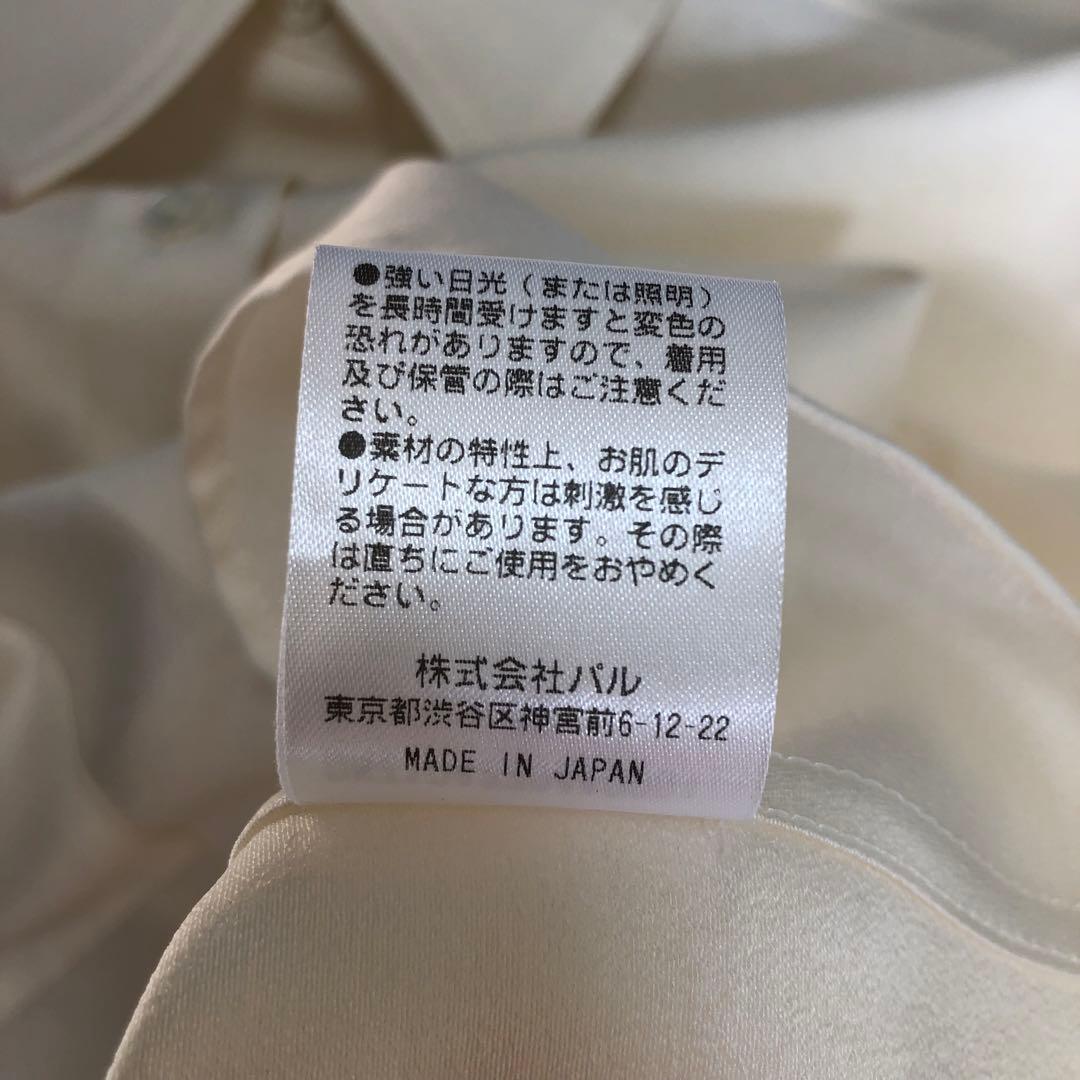 ●強い日光（または照明）
を長時間受けますと変色の
恐れがありますので、着用
及び保管の際はご注意くだ
さい。
●素材の特性上、お肌のデ
リケートな方は刺激を感じ
る場合があります。その際
は直ちにご使用をおやめく
ださい。
株式会社パル
東京都渋谷区神宮前6-12-22
MADE IN JAPAN